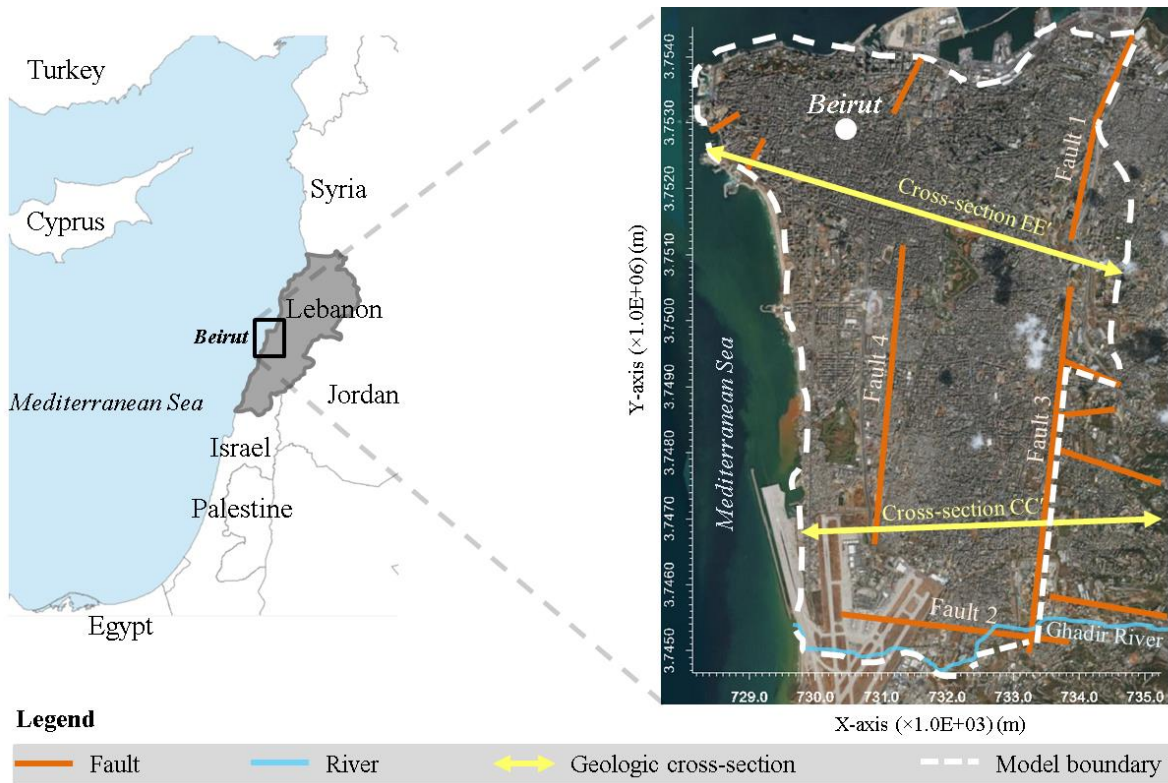 Turkey
Cyprus
Syria
Lebanon
Beirut
Mediterranean Sea
Jordan
Israel
Palestine
Egypt
Y-axis (×1.0E+06) (m)
3.7540
3.7530
3.7520
3.7510
3.7500
3.7490
3.7480
3.7470
3.7460
3.7450
Beirut
Fault 1
Cross-section EE'
Fault 4
Mediterranean Sea
Fault 3
Cross-section CC'
Fault 2
Ghadir River
729.0 730.0 731.0 732.0 733.0 734.0 735.0
X-axis (×1.0E+03) (m)
Legend
Fault River Geologic cross-section Model boundary